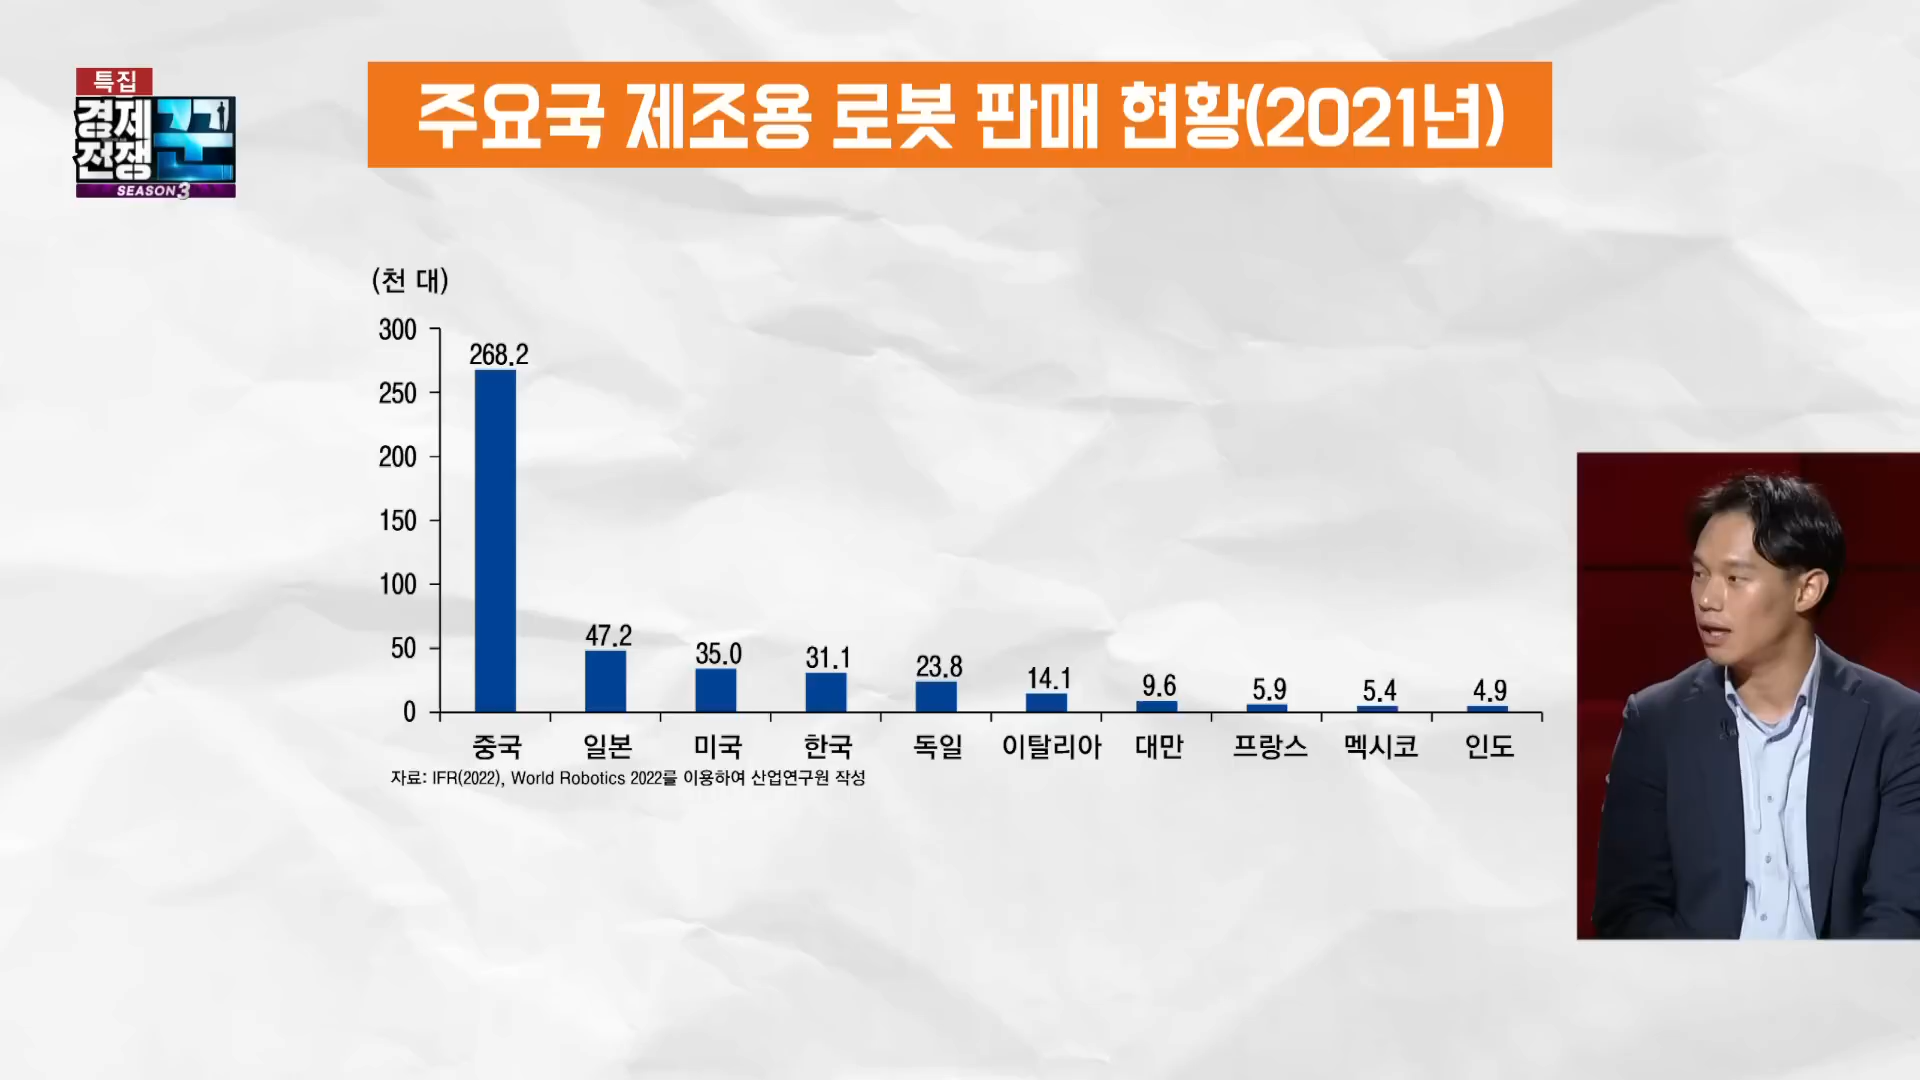 특집
경제
전쟁 꾼
SEASON 3
주요국 제조용 로봇 판매 현황(2021년)
(천 대)
300
250
200
150
100
50
0
268.2
47.2
35.0
31.1
23.8
14.1
9.6
5.9
5.4
4.9
중국 일본 미국 한국 독일 이탈리아 대만 프랑스 멕시코 인도
자료: IFR(2022), World Robotics 2022를 이용하여 산업연구원 작성